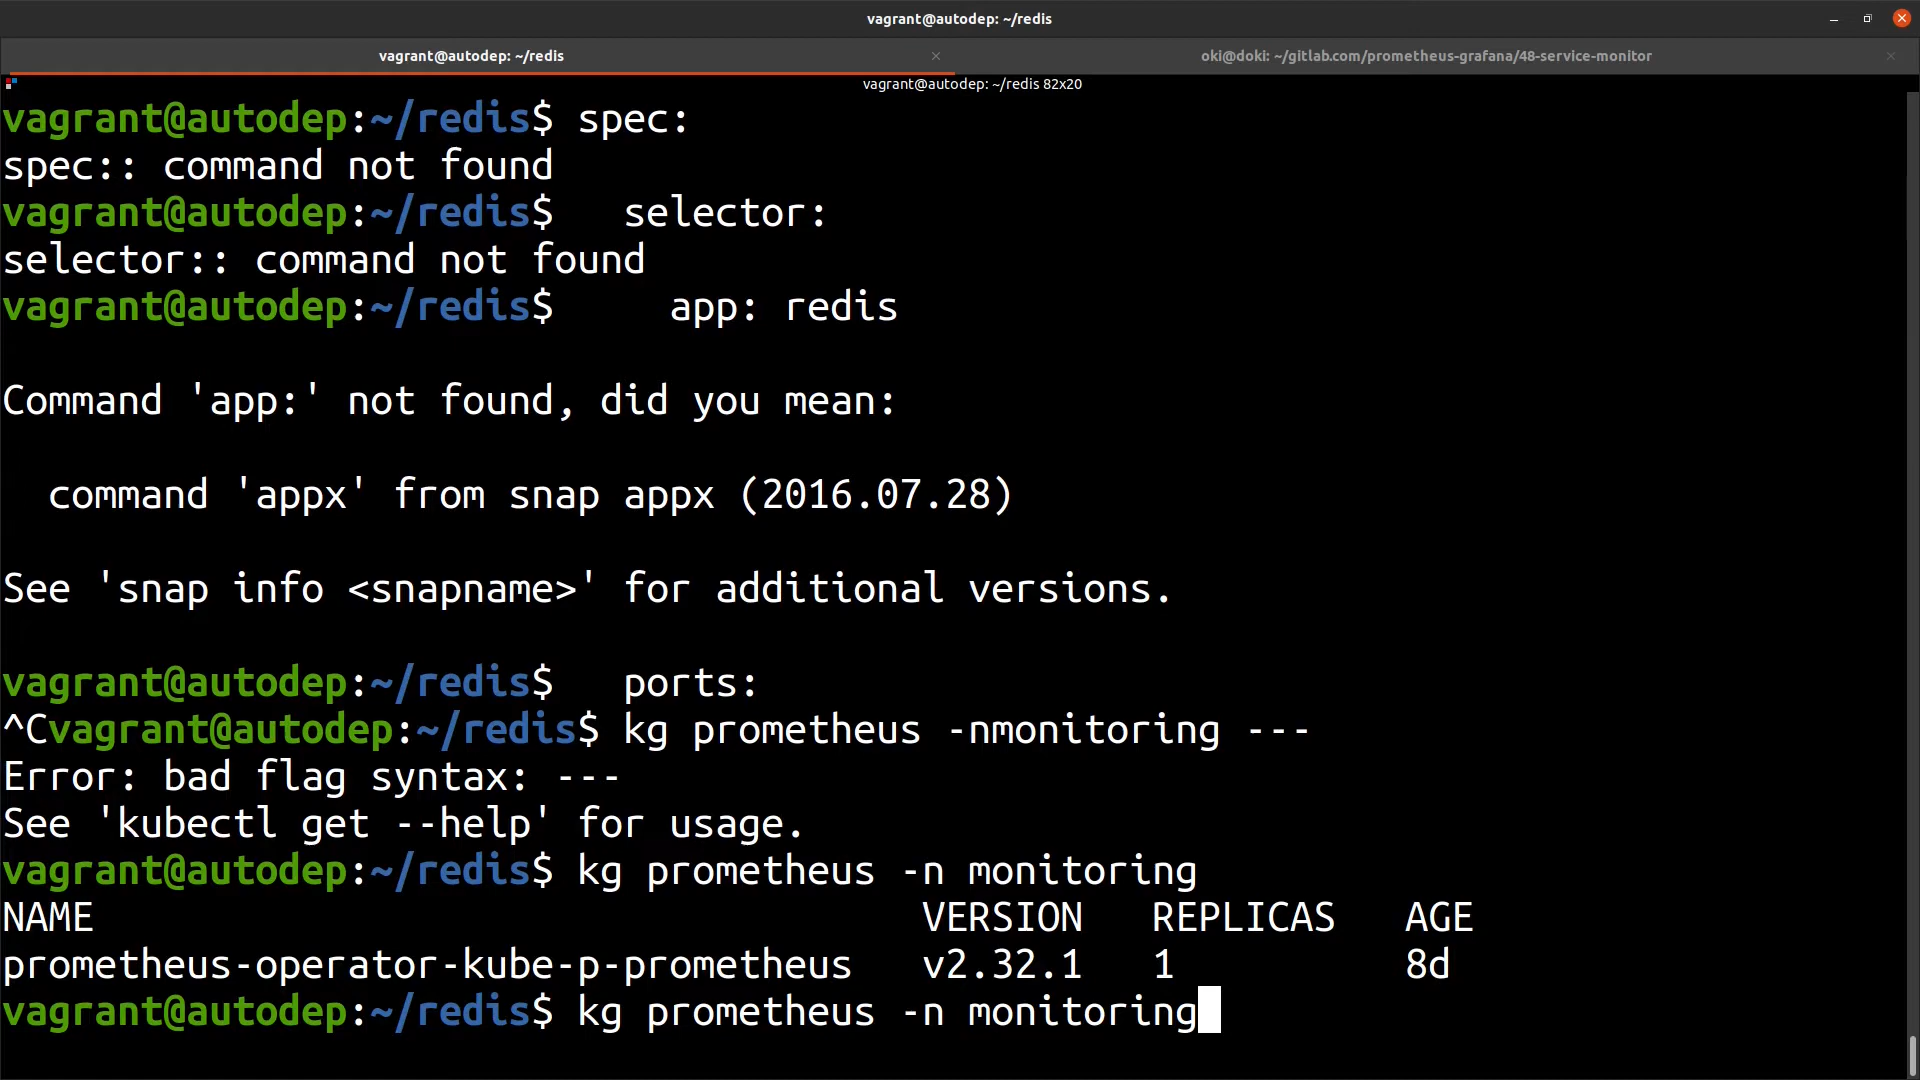 vagrant@autodep: ~/redis
vagrant@autodep: ~/redis
oki@doki: ~/gitlab.com/prometheus-grafana/48-service-monitor
vagrant@autodep: ~/redis 82x20
vagrant@autodep:~/redis$ spec:
spec:: command not found
vagrant@autodep:~/redis$   selector:
selector:: command not found
vagrant@autodep:~/redis$     app: redis
Command 'app:' not found, did you mean:
  command 'appx' from snap appx (2016.07.28)
See 'snap info <snapname>' for additional versions.
vagrant@autodep:~/redis$   ports:
^Cvagrant@autodep:~/redis$ kg prometheus -nmonitoring ---
Error: bad flag syntax: ---
See 'kubectl get --help' for usage.
vagrant@autodep:~/redis$ kg prometheus -n monitoring
NAME                                    VERSION   REPLICAS   AGE
prometheus-operator-kube-p-prometheus   v2.32.1   1          8d
vagrant@autodep:~/redis$ kg prometheus -n monitoring